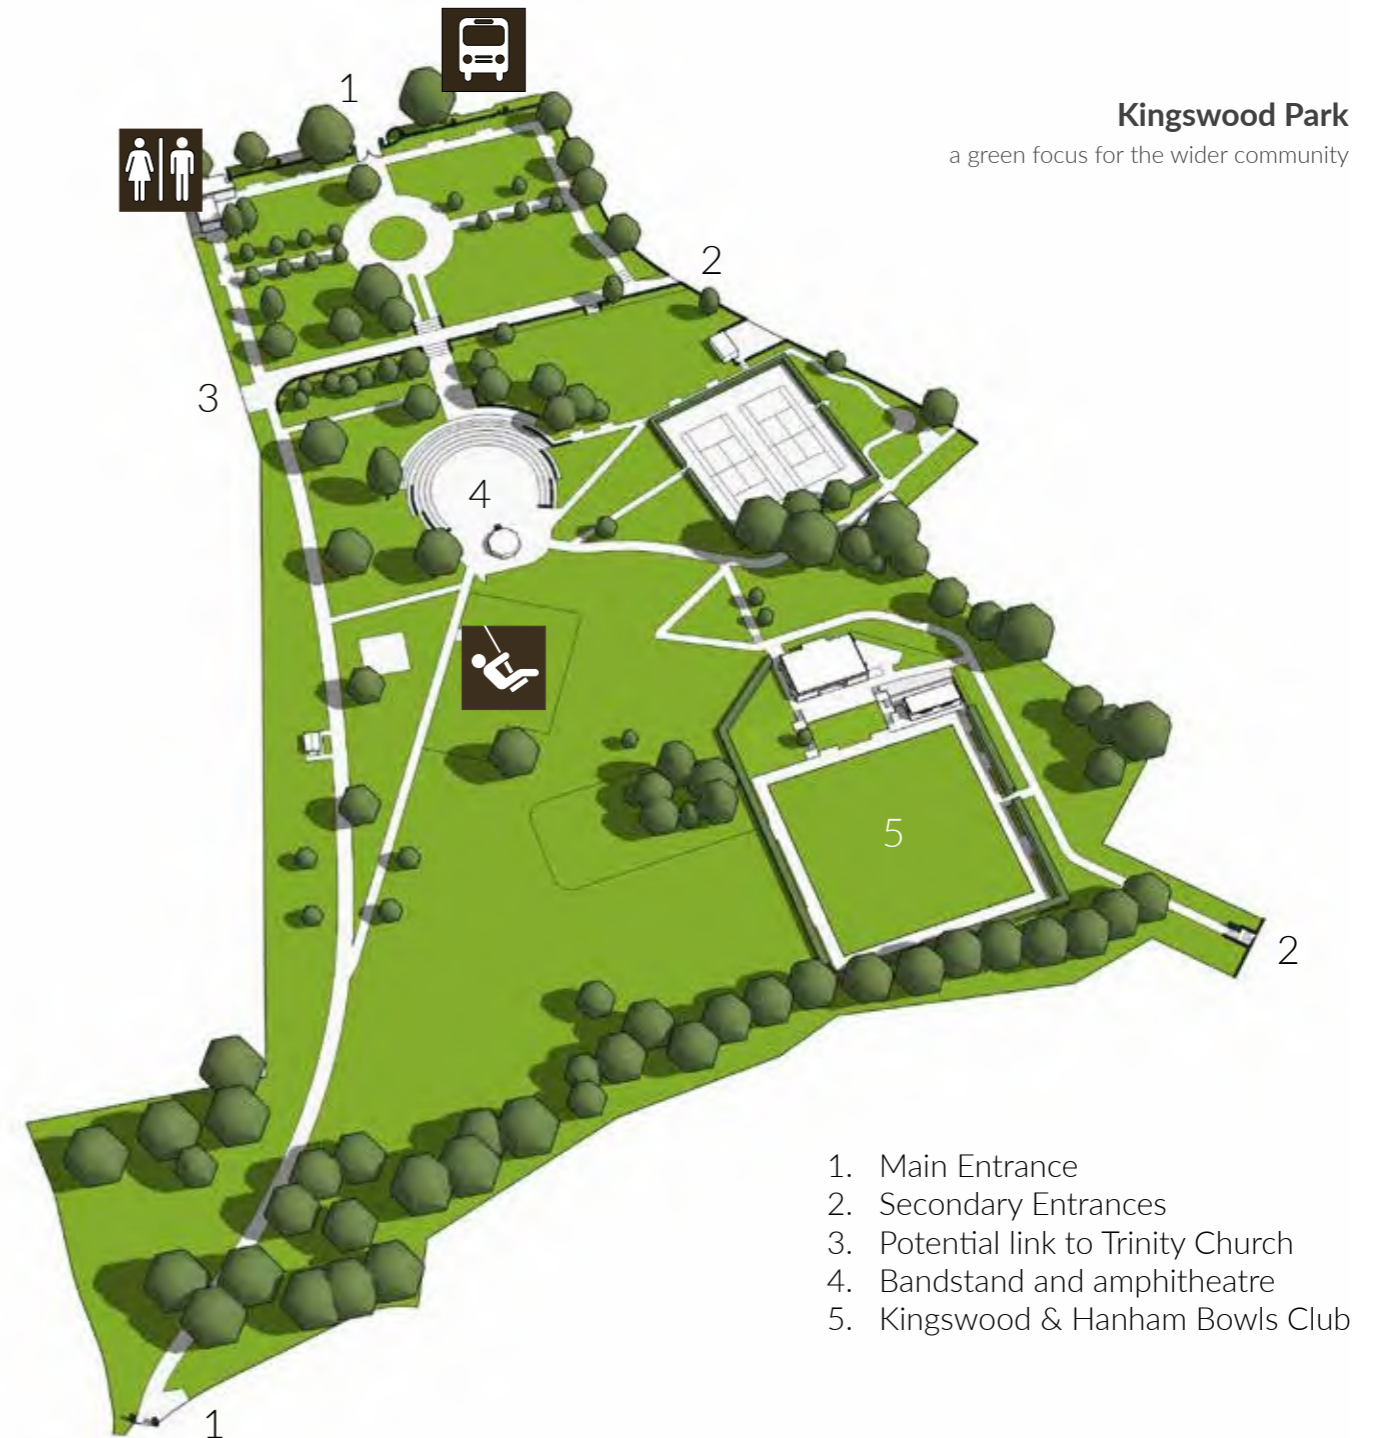 1
Kingswood Park
a green focus for the wider community
2
3
4
5
2
1. Main Entrance
2. Secondary Entrances
3. Potential link to Trinity Church
4. Bandstand and amphitheatre
5. Kingswood & Hanham Bowls Club
1